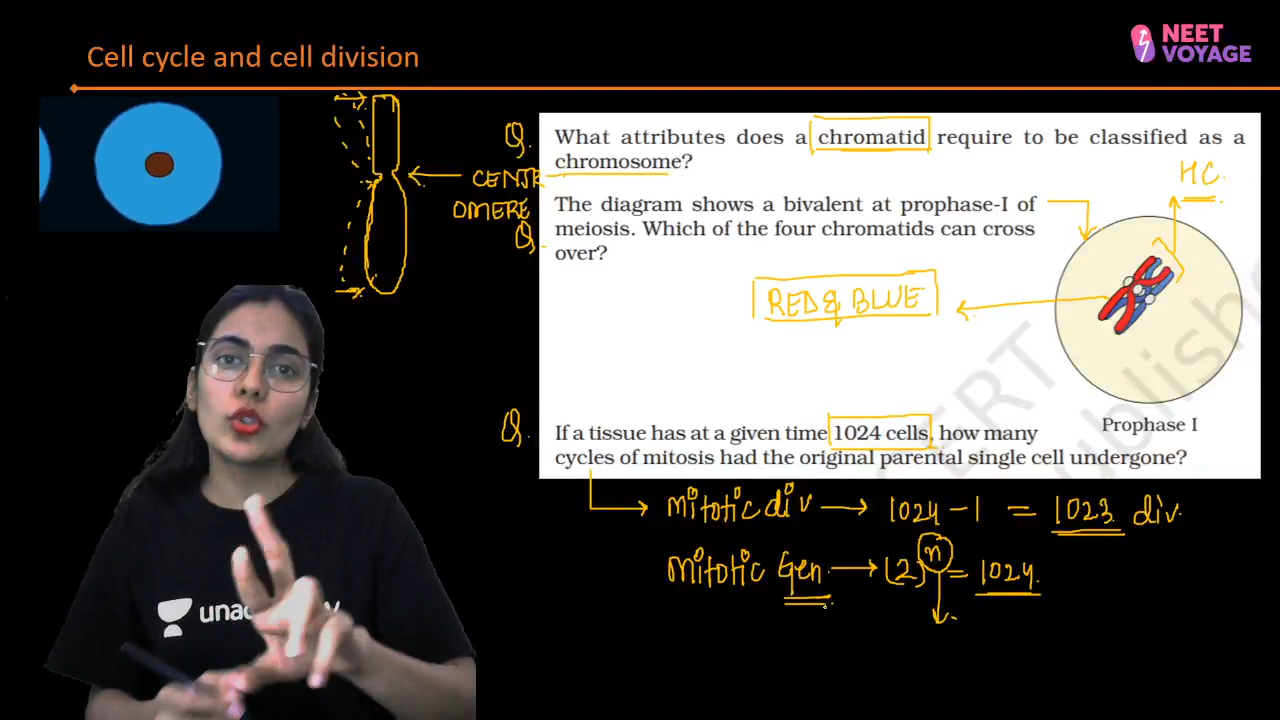 Cell cycle and cell division
NEET
VOYAGE
Q.
What attributes does a chromatid require to be classified as a
chromosome?
HC.
CENTR
OMERE
Q.
The diagram shows a bivalent at prophase-I of
meiosis. Which of the four chromatids can cross
over?
RED & BLUE
Prophase I
Q.
If a tissue has at a given time 1024 cells, how many
cycles of mitosis had the original parental single cell undergone?
Mitotic div → 1024 - 1 = 1023 div.
Mitotic Gen → (2)ⁿ = 1024.